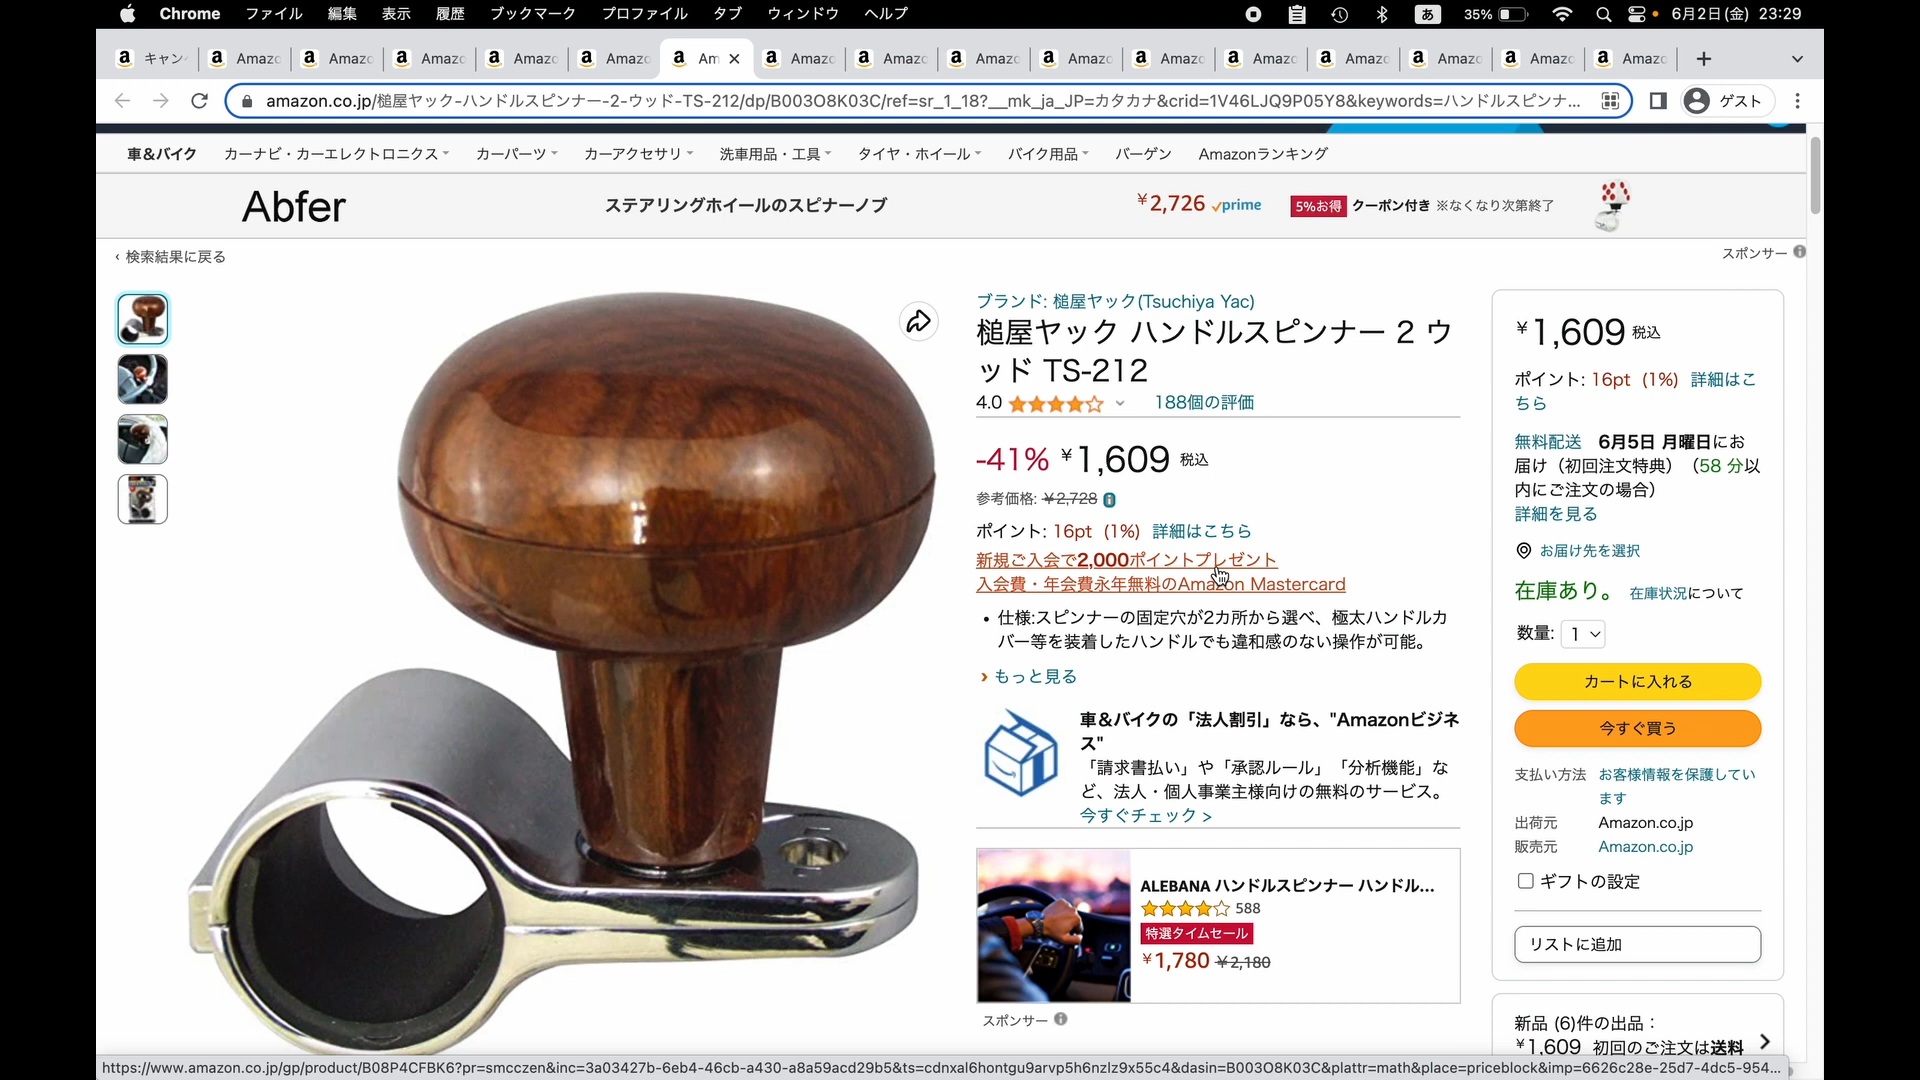 Chrome ファイル 編集 表示 履歴 ブックマーク プロファイル タブ ウィンドウ ヘルプ あ 35% 6月2日(金) 23:29
キャン Amazo Amazo Amazo Amazo Amazo Am Amazo Amazo Amazo Amazo Amazo Amazo Amazo Amazo Amazo Amazo
amazon.co.jp/槌屋ヤック-ハンドルスピンナー-2-ウッド-TS-212/dp/B003O8K03C/ref=sr_1_18?__mk_ja_JP=カタカナ&crid=1V46LJQ9P05Y8&keywords=ハンドルスピンナ... ゲスト
車&バイク カーナビ・カーエレクトロニクス カーパーツ カーアクセサリ 洗車用品・工具 タイヤ・ホイール バイク用品 バーゲン Amazonランキング
Abfer ステアリングホイールのスピナーノブ ¥2,726 prime 5%お得 クーポン付き ※なくなり次第終了
‹ 検索結果に戻る
スポンサー
ブランド: 槌屋ヤック(Tsuchiya Yac)
槌屋ヤック ハンドルスピンナー 2 ウ
ッド TS-212
4.0 188個の評価
-41% ¥1,609 税込
参考価格: ¥2,728
ポイント: 16pt (1%) 詳細はこちら
新規ご入会で2,000ポイントプレゼント
入会費・年会費永年無料のAmazon Mastercard
• 仕様:スピンナーの固定穴が2カ所から選べ、極太ハンドルカ
バー等を装着したハンドルでも違和感のない操作が可能。
› もっと見る
車&バイクの「法人割引」なら、"Amazonビジネ
ス"
「請求書払い」や「承認ルール」「分析機能」な
ど、法人・個人事業主様向けの無料のサービス。
今すぐチェック >
ALEBANA ハンドルスピンナー ハンドル...
588
特選タイムセール
¥1,780 ¥2,180
スポンサー
¥1,609 税込
ポイント: 16pt (1%) 詳細はこ
ちら
無料配送 6月5日 月曜日にお
届け（初回注文特典）（58 分以
内にご注文の場合）
詳細を見る
お届け先を選択
在庫あり。 在庫状況について
数量: 1
カートに入れる
今すぐ買う
支払い方法 お客様情報を保護してい
ます
出荷元 Amazon.co.jp
販売元 Amazon.co.jp
ギフトの設定
リストに追加
新品 (6)件の出品：
¥1,609 初回のご注文は送料
https://www.amazon.co.jp/gp/product/B08P4CFBK6?pr=smcczen&inc=3a03427b-6eb4-46cb-a430-a8a59acd29b5&ts=cdnxal6hontgu9arvp5h6nzlz9x55c4&dasin=B003O8K03C&plattr=math&place=priceblock&imp=6626c28e-25d7-4dc5-954...